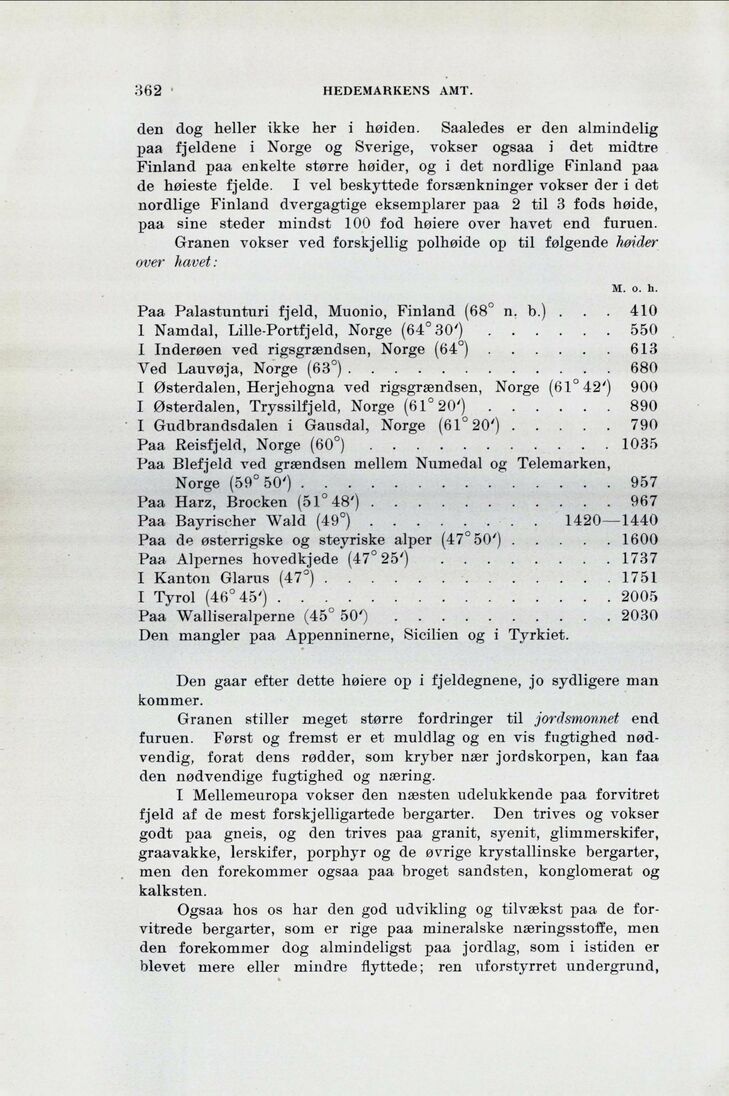 362
HEDEMARKENS AMT.
den dog heller ikke her i høiden. Saaledes er den almindelig
paa fjeldene i Norge og Sverige, vokser ogsaa i det midtre
Finland paa enkelte større høider, og i det nordlige Finland paa
de høieste fjelde. I vel beskyttede forsænkninger vokser der i det
nordlige Finland dvergagtige eksemplarer paa 2 til 3 fods høide,
paa sine steder mindst 100 fod høiere over havet end furuen.
Granen vokser ved forskjellig polhøide op til følgende høider
over havet:
M. o. h.
Paa Palastunturi fjeld, Muonio, Finland (68° n. b.) . . . 410
I Namdal, Lille-Portfjeld, Norge (64° 30′) . . . . . . 550
I Inderøen ved rigsgrændsen, Norge (64°) . . . . . . 613
Ved Lauvøja, Norge (63°) . . . . . . . . . . . . 680
I Østerdalen, Herjehogna ved rigsgrændsen, Norge (61° 42′) 900
I Østerdalen, Tryssilfjeld, Norge (61° 20′) . . . . . . 890
I Gudbrandsdalen i Gausdal, Norge (61° 20′) . . . . . 790
Paa Reisfjeld, Norge (60°) . . . . . . . . . . . 1035
Paa Blefjeld ved grændsen mellem Numedal og Telemarken,
Norge (59° 50′) . . . . . . . . . . . . . . 957
Paa Harz, Brocken (51° 48′) . . . . . . . . . . . 967
Paa Bayrischer Wald (49°) . . . . . . . . 1420—1440
Paa de østerrigske og steyriske alper (47° 50′) . . . . . 1600
Paa Alpernes hovedkjede (47° 25′) . . . . . . . . 1737
I Kanton Glarus (47°) . . . . . . . . . . . . . 1751
I Tyrol (46° 45′) . . . . . . . . . . . . . . . 2005
Paa Walliseralperne (45° 50′) . . . . . . . . . . 2030
Den mangler paa Appenninerne, Sicilien og i Tyrkiet.
Den gaar efter dette høiere op i fjeldegnene, jo sydligere man
kommer.
Granen stiller meget større fordringer til jordsmonnet end
furuen. Først og fremst er et muldlag og en vis fugtighed nød-
vendig, forat dens rødder, som kryber nær jordskorpen, kan faa
den nødvendige fugtighed og næring.
I Mellemeuropa vokser den næsten udelukkende paa forvitret
fjeld af de mest forskjelligartede bergarter. Den trives og vokser
godt paa gneis, og den trives paa granit, syenit, glimmerskifer,
graavakke, lerskifer, porphyr og de øvrige krystallinske bergarter,
men den forekommer ogsaa paa broget sandsten, konglomerat og
kalksten.
Ogsaa hos os har den god udvikling og tilvækst paa de for-
vitrede bergarter, som er rige paa mineralske næringsstoffe, men
den forekommer dog almindeligst paa jordlag, som i istiden er
blevet mere eller mindre flyttede; ren uforstyrret undergrund,